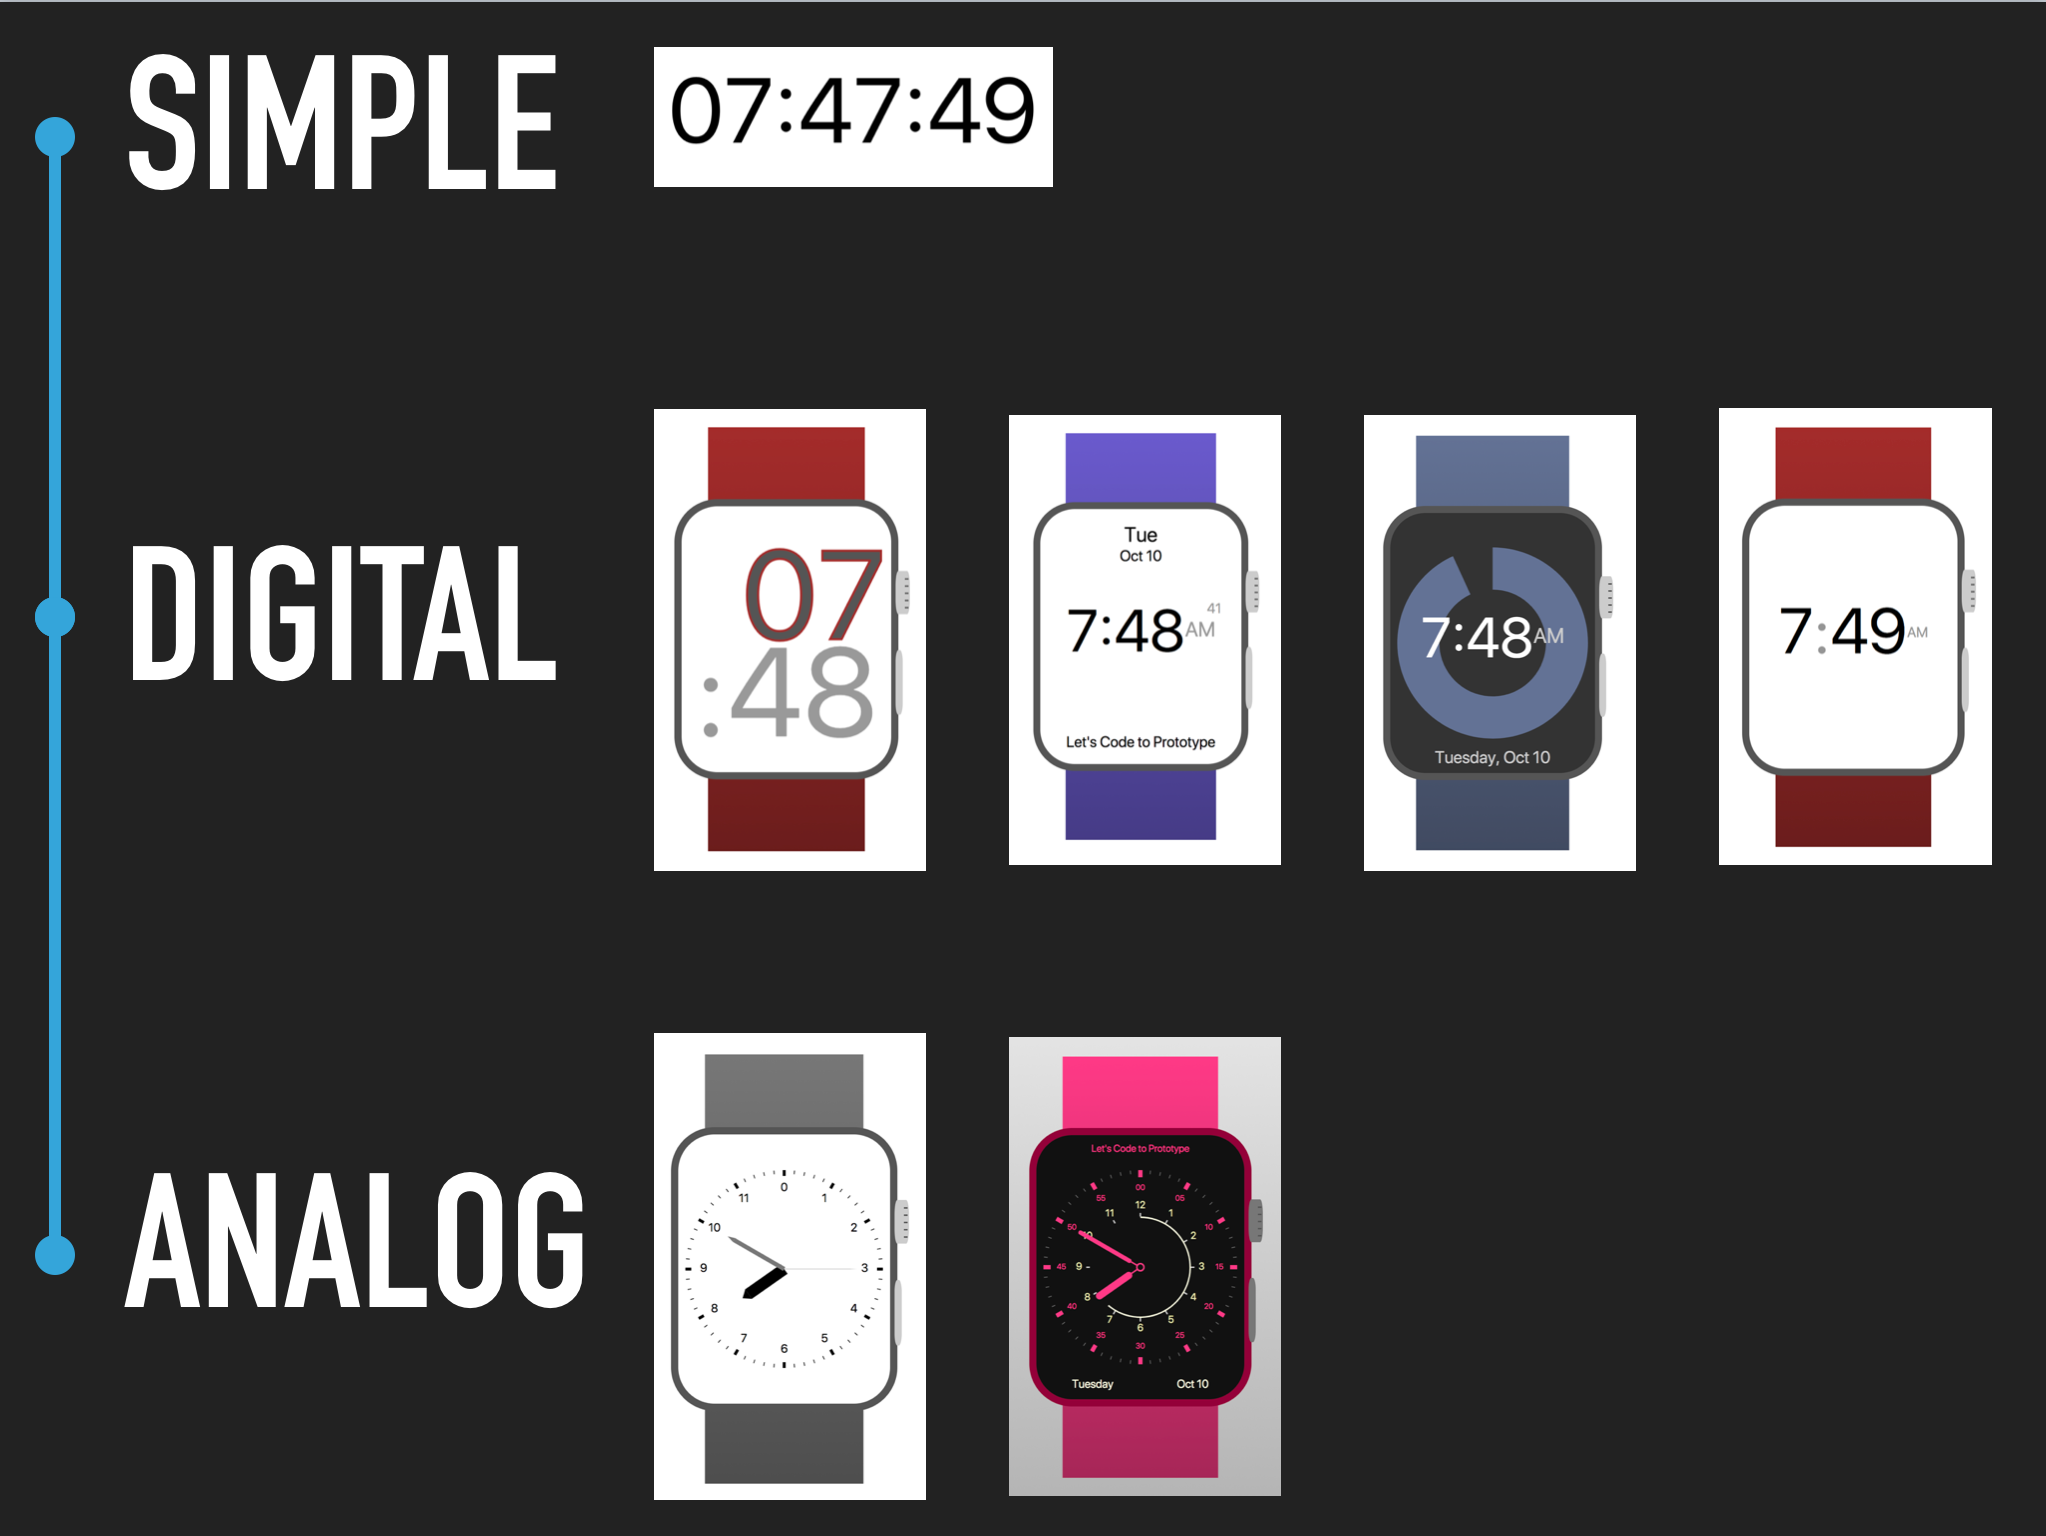 SIMPLE
07:47:49
DIGITAL
07
:48
Tue
Oct 10
41
7:48AM
Let's Code to Prototype
7:48AM
Tuesday, Oct 10
7:49AM
ANALOG
0
11 1
10 2
9 3
8 4
7 5
6
Let's Code to Prototype
00
55 05
12
11 1
50 10
10 2
45 9 3 15
8 4
40 20
7 5
6
35 25
30
Tuesday Oct 10